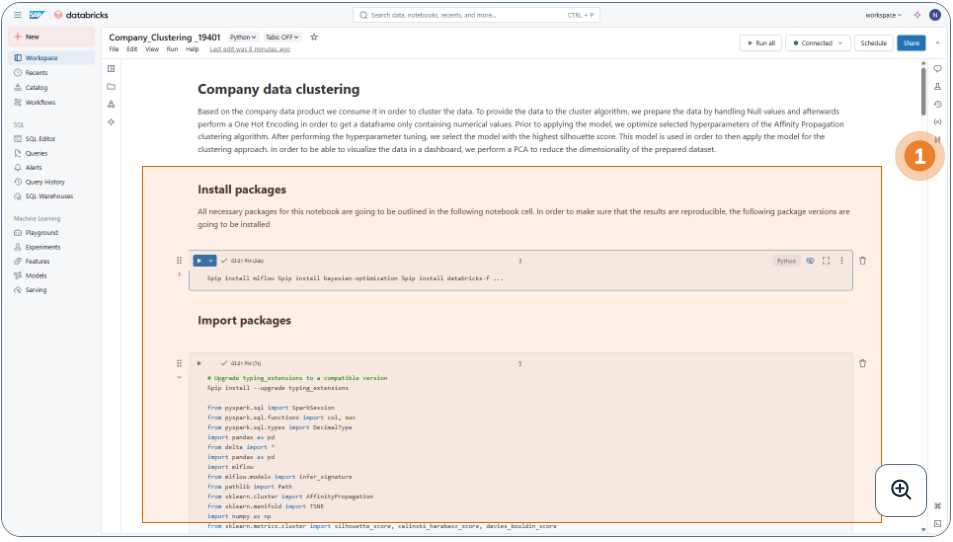 SAP databricks
Search data, notebooks, recents, and more... CTRL + P
workspace
N
New
Workspace
Recents
Catalog
Workflows
SQL
SQL Editor
Queries
Alerts
Query History
SQL Warehouses
Machine Learning
Playground
Experiments
Features
Models
Serving
Company_Clustering _19401 Python Tabs: OFF
File Edit View Run Help Last edit was 8 minutes ago
Run all Connected Schedule Share
Company data clustering
Based on the company data product we consume it in order to cluster the data. To provide the data to the cluster algorithm, we prepare the data by handling Null values and afterwards
perform a One Hot Encoding in order to get a dataframe only containing numerical values. Prior to applying the model, we optimize selected hyperparameters of the Affinity Propagation
clustering algorithm. After performing the hyperparameter tuning, we select the model with the highest silhouette score. This model is used in order to then apply the model for the
clustering approach. In order to be able to visualize the data in a dashboard, we perform a PCA to reduce the dimensionality of the prepared dataset.
1
Install packages
All necessary packages for this notebook are going to be outlined in the following notebook cell. In order to make sure that the results are reproducible, the following package versions are
going to be installed
03:21 PM 3 Python
%pip install mlflow %pip install bayesian-optimization %pip install databricks-f ...
Import packages
03:21 PM (7s) 5
# Upgrade typing_extensions to a compatible version
%pip install --upgrade typing_extensions
from pyspark.sql import SparkSession
from pyspark.sql.functions import col, max
from pyspark.sql.types import DecimalType
import pandas as pd
from delta import *
import pandas as pd
import mlflow
from mlflow.models import infer_signature
from pathlib import Path
from sklearn.cluster import AffinityPropagation
from sklearn.manifold import TSNE
import numpy as np
from sklearn.metrics.cluster import silhouette_score, calinski_harabasz_score, davies_bouldin_score